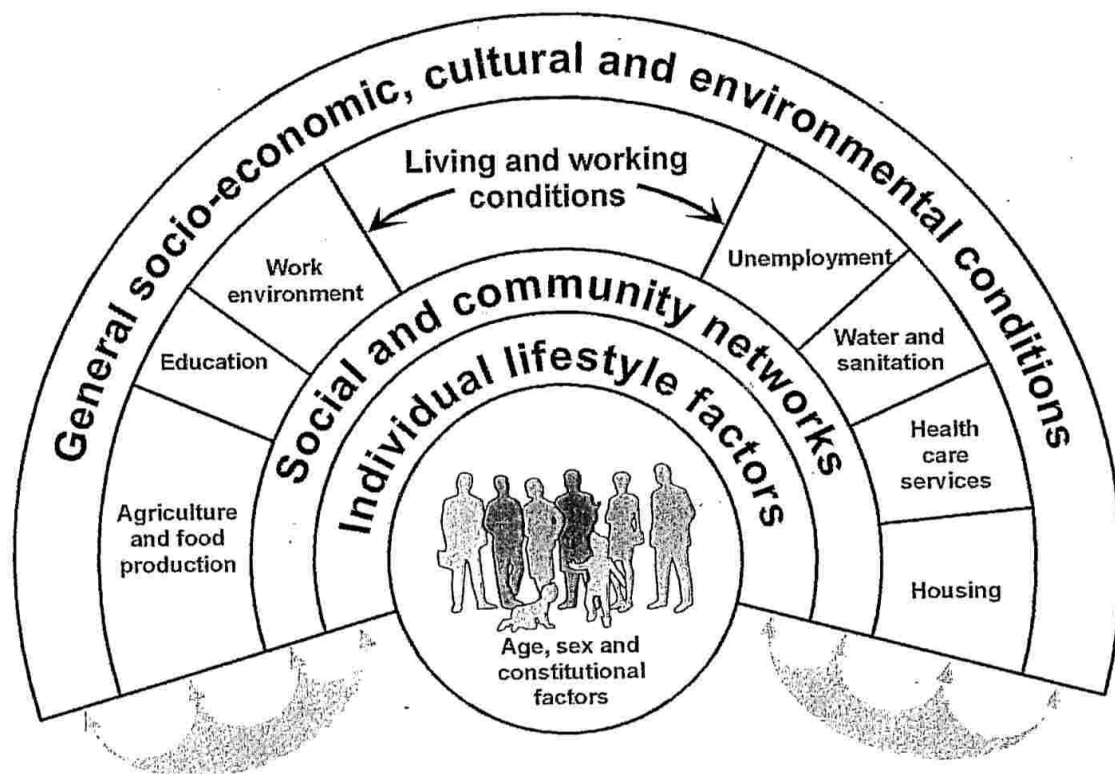 General socio-economic, cultural and environmental conditions
Living and working
conditions
Agriculture
and food
production
Education
Work
environment
Unemployment
Water and
sanitation
Health
care
services
Housing
Social and community networks
Individual lifestyle factors
Age, sex and
constitutional
factors